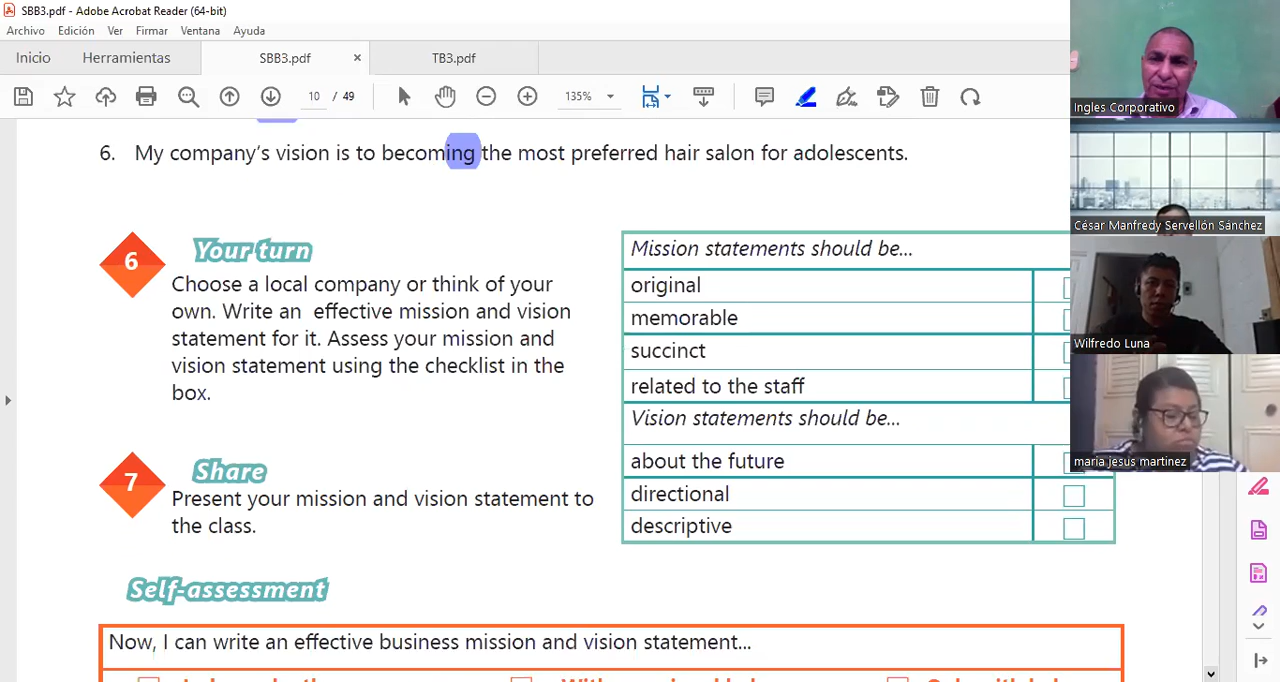 SBB3.pdf - Adobe Acrobat Reader (64-bit)
Archivo Edición Ver Firmar Ventana Ayuda
Inicio Herramientas SBB3.pdf × TB3.pdf
10 / 49 135%
6. My company's vision is to becoming the most preferred hair salon for adolescents.
6 Your turn
Choose a local company or think of your
own. Write an effective mission and vision
statement for it. Assess your mission and
vision statement using the checklist in the
box.
Mission statements should be...
original
memorable
succinct
related to the staff
Vision statements should be...
about the future
directional
descriptive
7 Share
Present your mission and vision statement to
the class.
Self-assessment
Now, I can write an effective business mission and vision statement...
Ingles Corporativo
César Manfredy Servellón Sánchez
Wilfredo Luna
maria jesus martinez